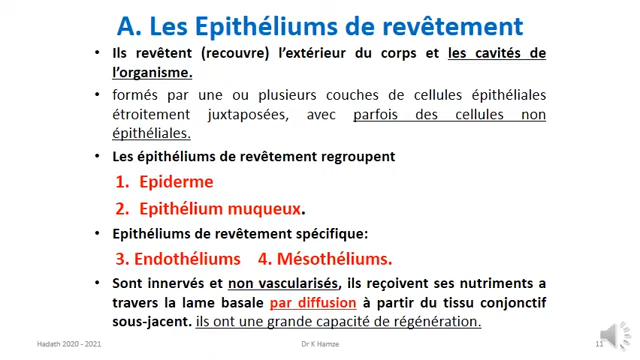 A. Les Epithéliums de revêtement
• Ils revêtent (recouvre) l'extérieur du corps et les cavités de
l'organisme.
• formés par une ou plusieurs couches de cellules épithéliales
étroitement juxtaposées, avec parfois des cellules non
épithéliales.
• Les épithéliums de revêtement regroupent
1. Epiderme
2. Epithélium muqueux.
• Epithéliums de revêtement spécifique:
3. Endothéliums 4. Mésothéliums.
• Sont innervés et non vascularisés, ils reçoivent ses nutriments a
travers la lame basale par diffusion à partir du tissu conjonctif
sous-jacent. ils ont une grande capacité de régénération.
Hadath 2020 - 2021 Dr K Hamze 11